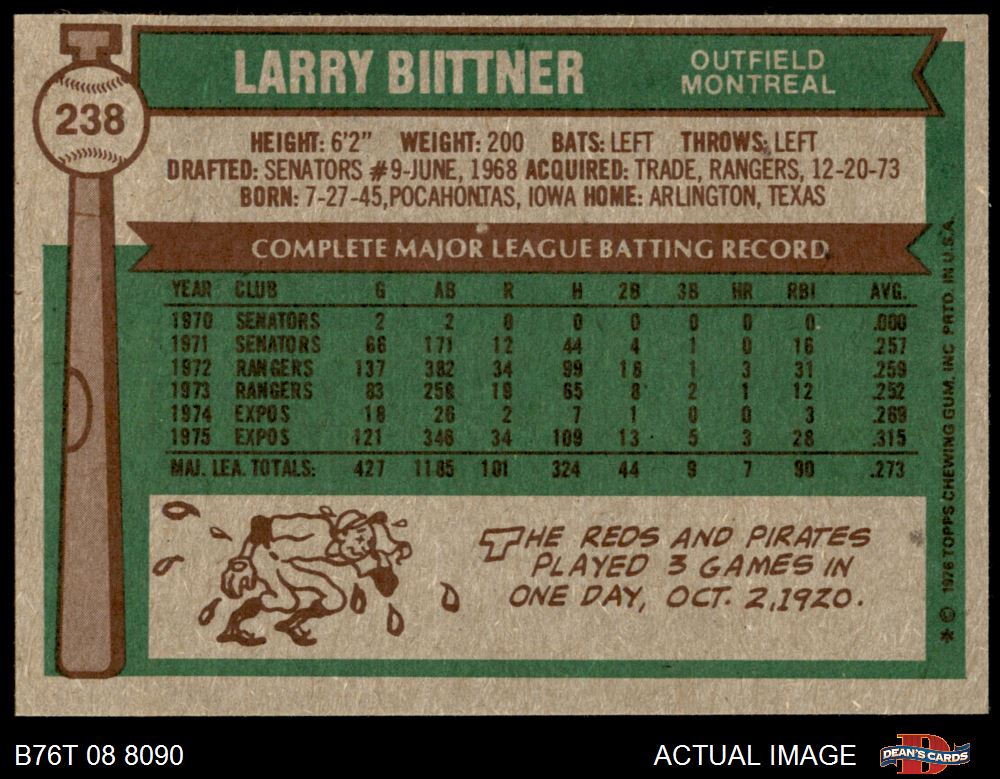 LARRY BIITTNER
OUTFIELD
MONTREAL
238
HEIGHT: 6'2" WEIGHT: 200 BATS: LEFT THROWS: LEFT
DRAFTED: SENATORS #9-JUNE, 1968 ACQUIRED: TRADE, RANGERS, 12-20-73
BORN: 7-27-45, POCAHONTAS, IOWA HOME: ARLINGTON, TEXAS
COMPLETE MAJOR LEAGUE BATTING RECORD
YEAR CLUB G AB R H 2B 3B HR RBI AVG.
1970 SENATORS 2 2 0 0 0 0 0 0 .000
1971 SENATORS 66 171 12 44 4 1 0 16 .257
1972 RANGERS 137 382 34 99 18 1 3 31 .259
1973 RANGERS 83 258 19 65 8 2 1 12 .252
1974 EXPOS 18 26 2 7 1 0 0 3 .269
1975 EXPOS 121 346 34 109 13 5 3 28 .315
MAJ. LEA. TOTALS: 427 1185 101 324 44 9 7 90 .273
THE REDS AND PIRATES
PLAYED 3 GAMES IN
ONE DAY, OCT. 2, 1920.
* © 1976 TOPPS CHEWING GUM, INC. PRTD. IN U.S.A.
B76T 08 8090
ACTUAL IMAGE
DEAN'S CARDS